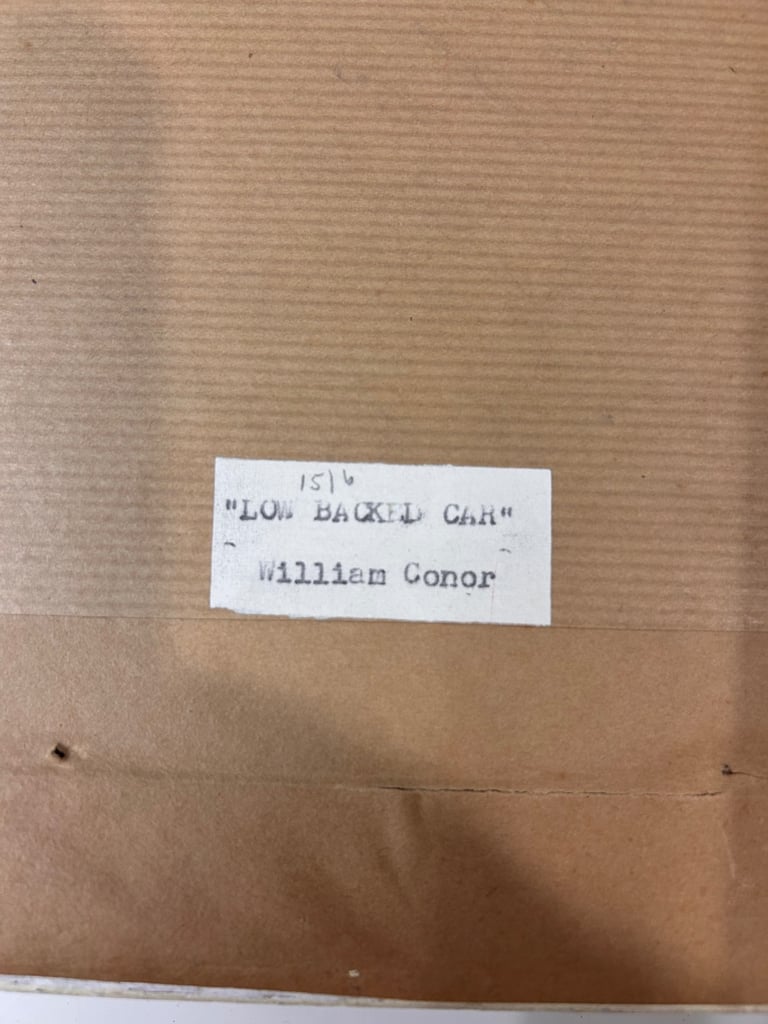 15/6
"LOW BACKED CAR"
William Conor